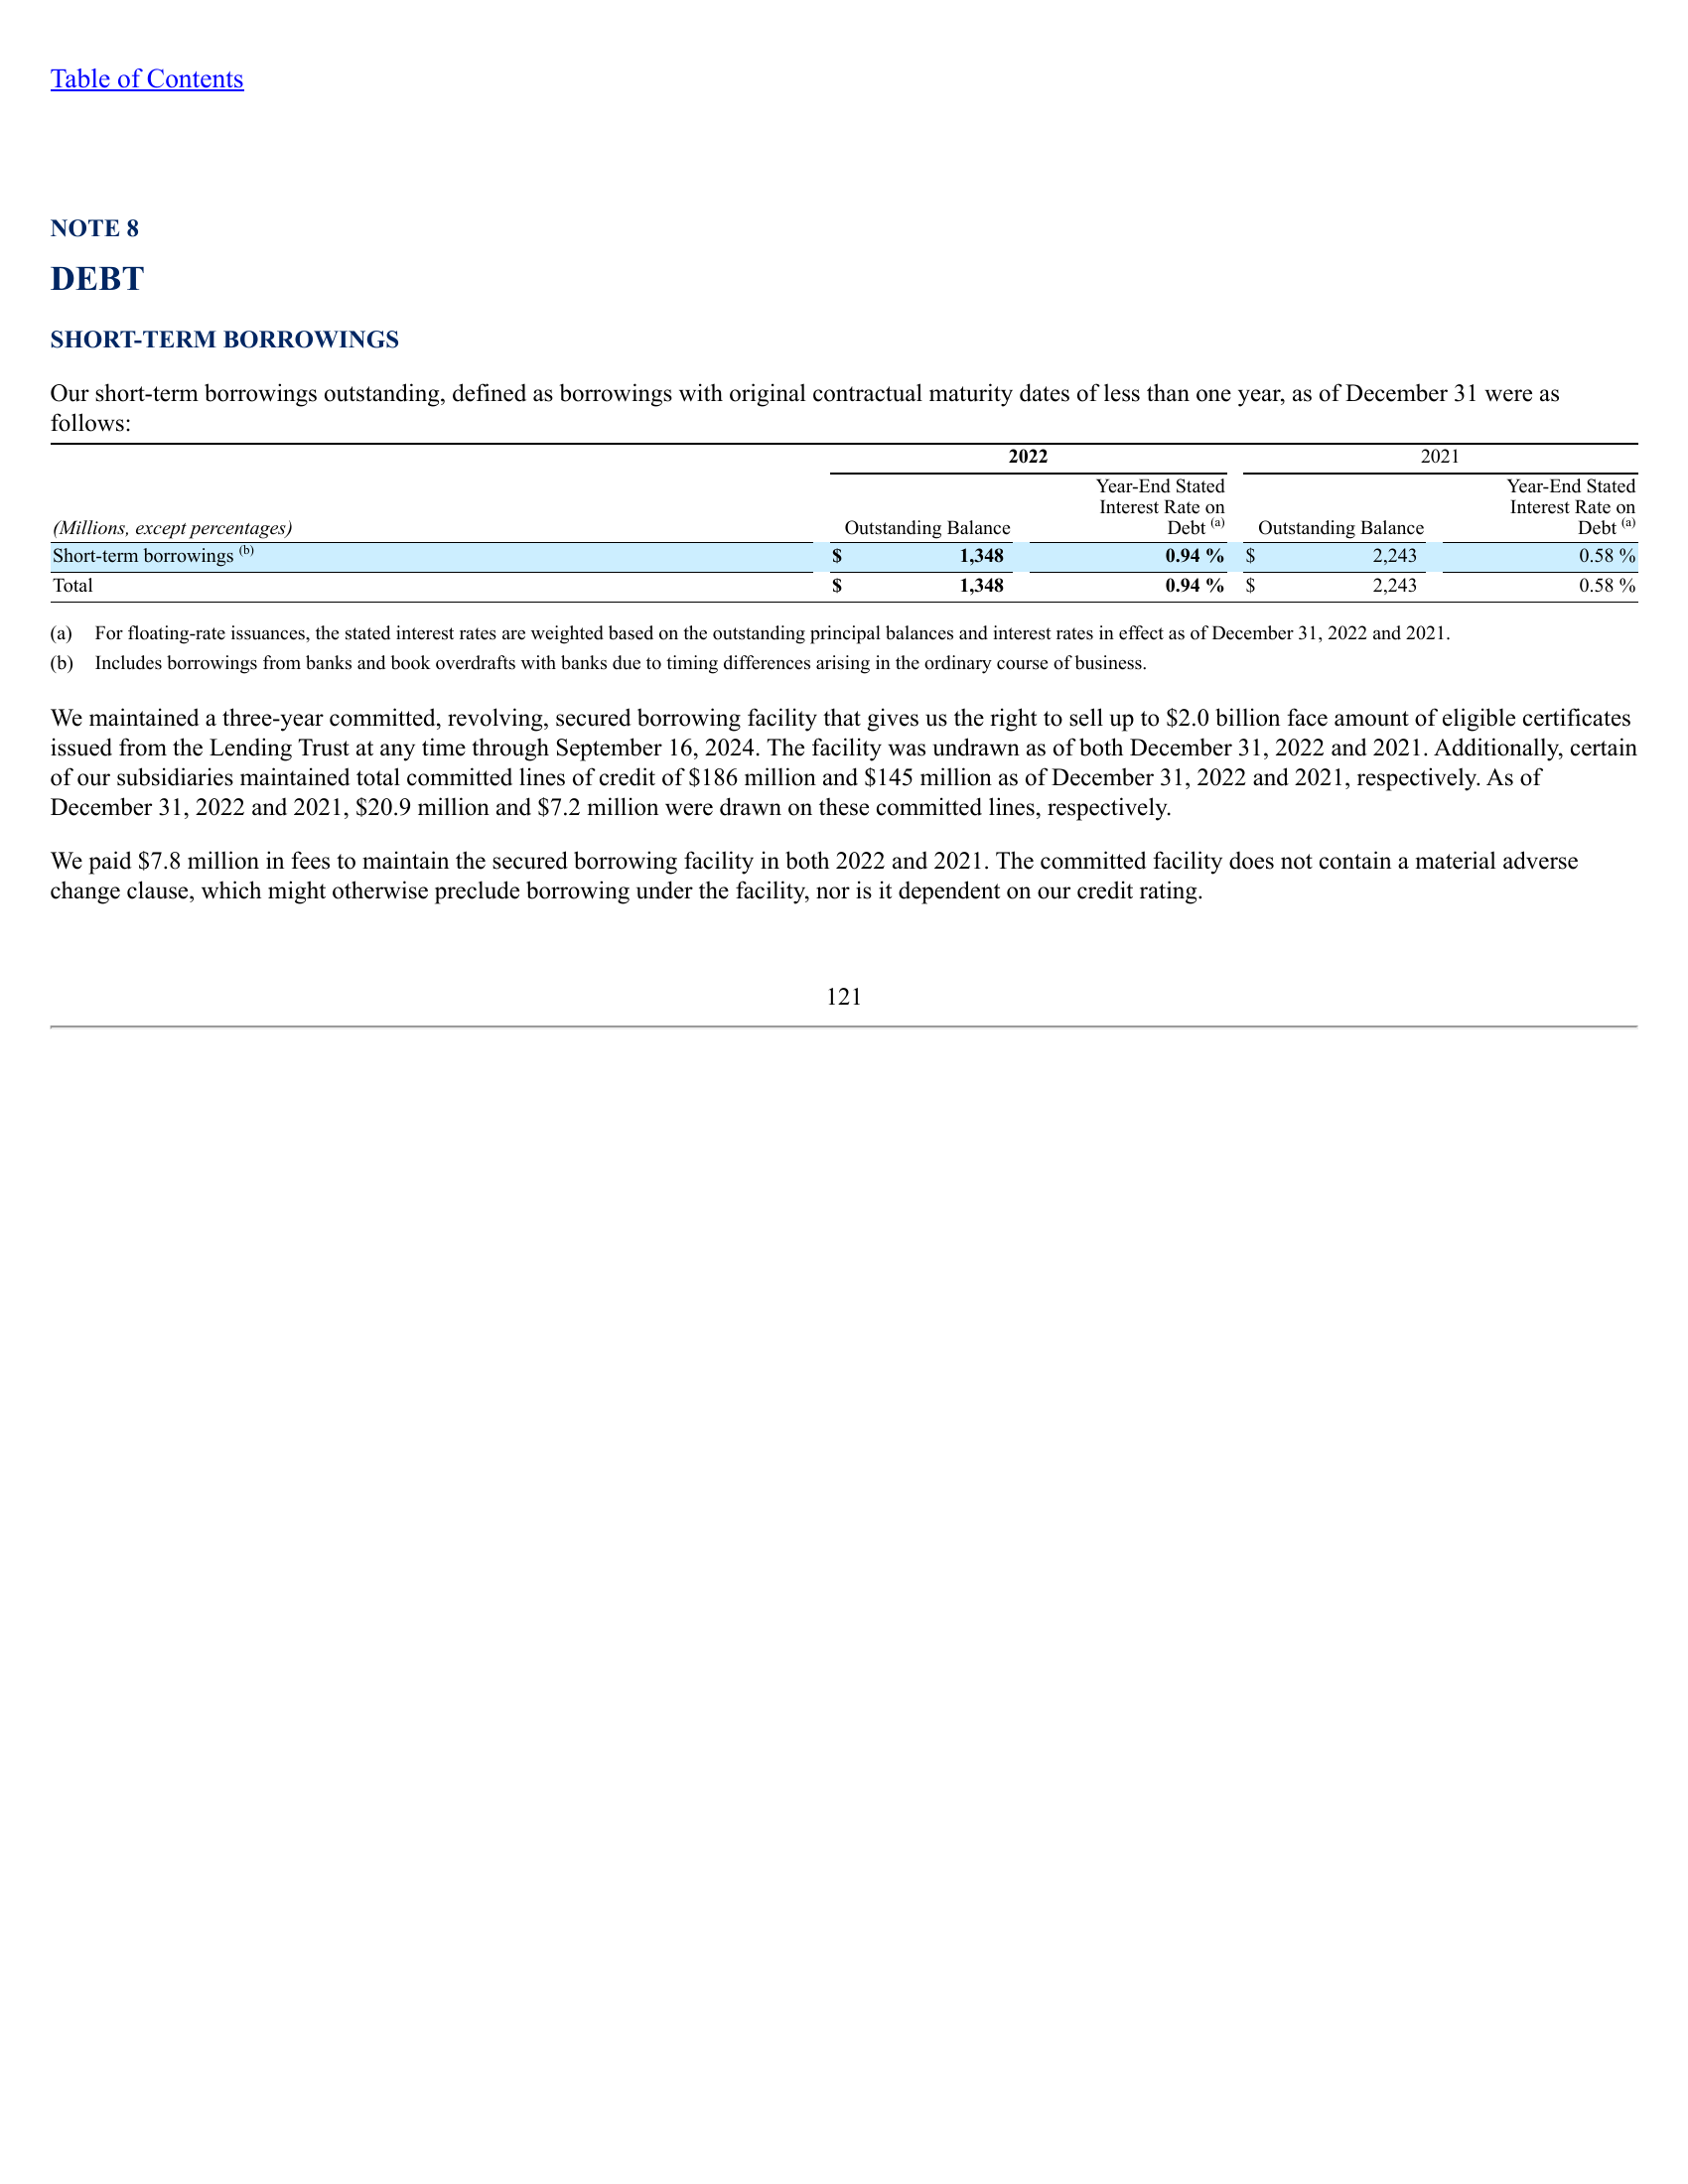 Table of Contents
NOTE 8
DEBT
SHORT-TERM BORROWINGS
Our short-term borrowings outstanding, defined as borrowings with original contractual maturity dates of less than one year, as of December 31 were as
follows:
2022 2021
(Millions, except percentages) Outstanding Balance Year-End Stated Interest Rate on Debt (a) Outstanding Balance Year-End Stated Interest Rate on Debt (a)
Short-term borrowings (b) $ 1,348 0.94 % $ 2,243 0.58 %
Total $ 1,348 0.94 % $ 2,243 0.58 %
(a) For floating-rate issuances, the stated interest rates are weighted based on the outstanding principal balances and interest rates in effect as of December 31, 2022 and 2021.
(b) Includes borrowings from banks and book overdrafts with banks due to timing differences arising in the ordinary course of business.
We maintained a three-year committed, revolving, secured borrowing facility that gives us the right to sell up to $2.0 billion face amount of eligible certificates
issued from the Lending Trust at any time through September 16, 2024. The facility was undrawn as of both December 31, 2022 and 2021. Additionally, certain
of our subsidiaries maintained total committed lines of credit of $186 million and $145 million as of December 31, 2022 and 2021, respectively. As of
December 31, 2022 and 2021, $20.9 million and $7.2 million were drawn on these committed lines, respectively.
We paid $7.8 million in fees to maintain the secured borrowing facility in both 2022 and 2021. The committed facility does not contain a material adverse
change clause, which might otherwise preclude borrowing under the facility, nor is it dependent on our credit rating.
121